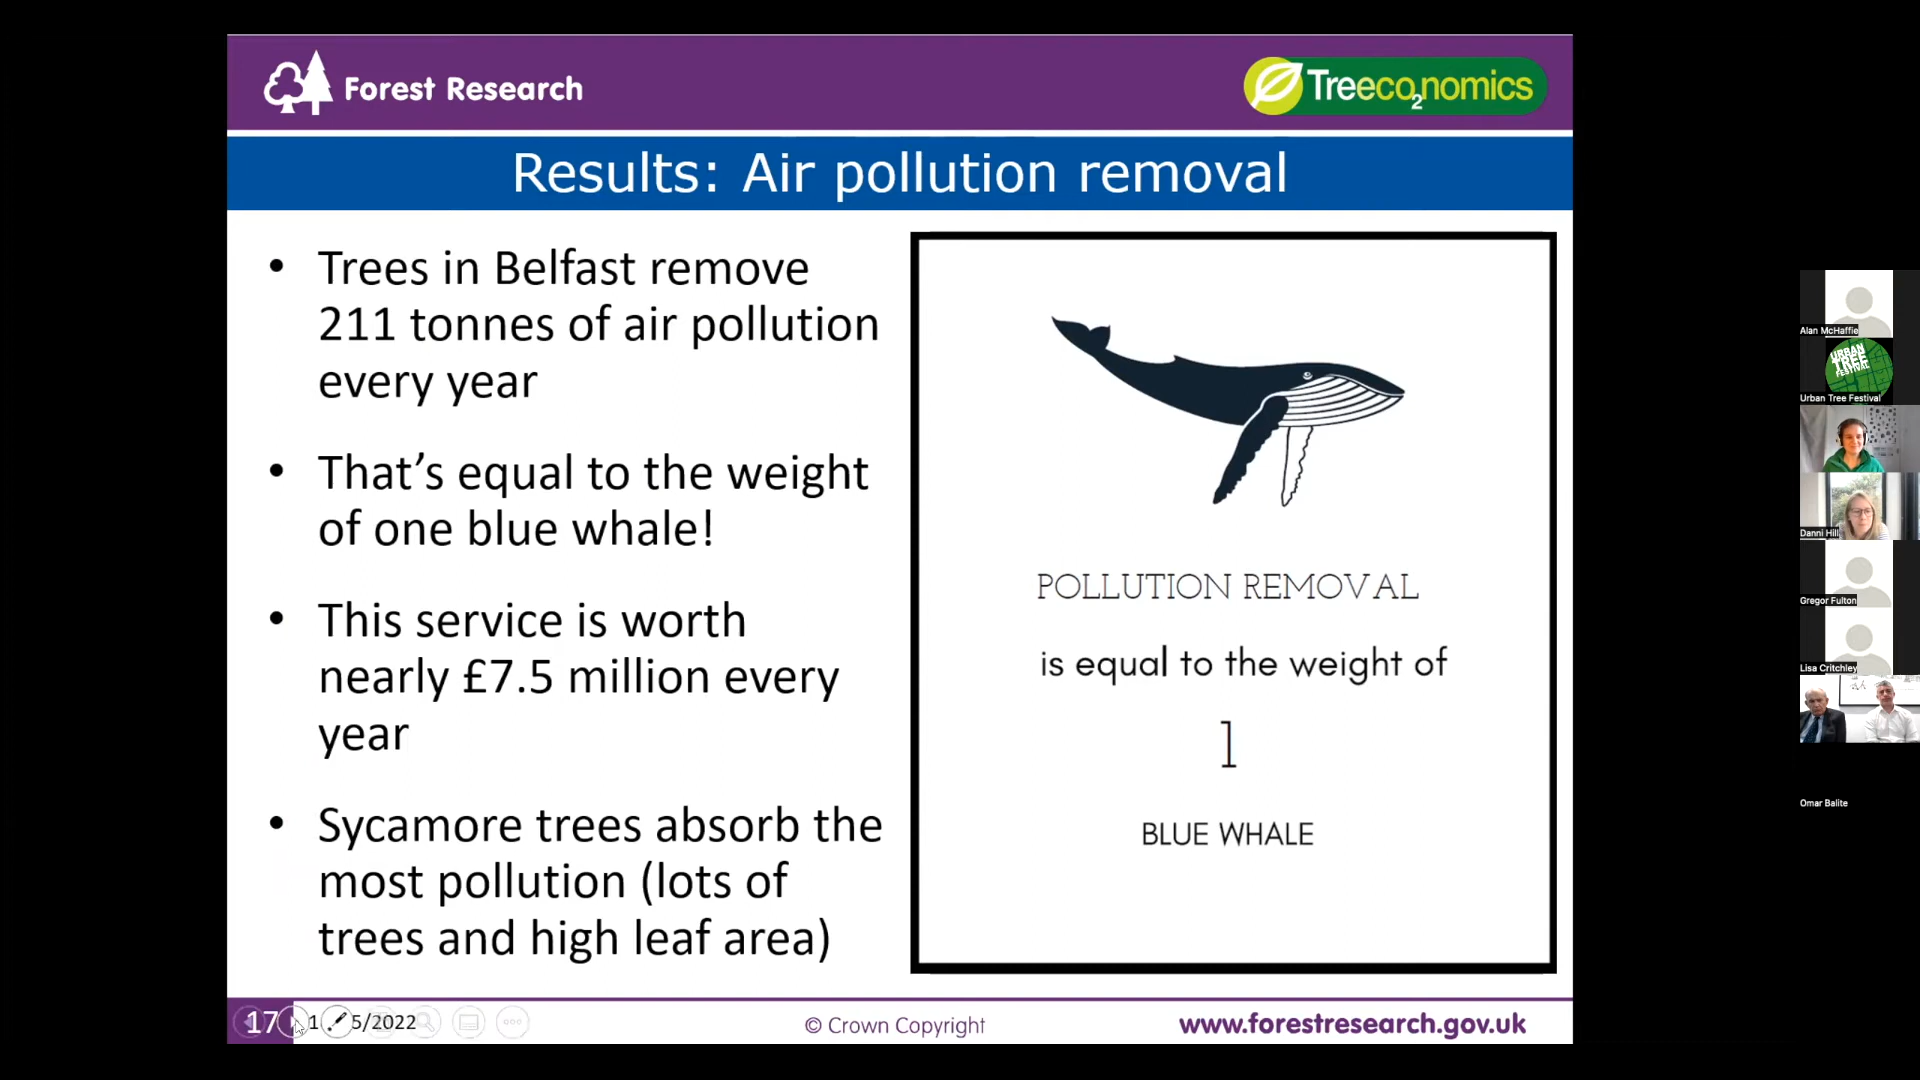 Forest Research
Treeco2nomics
Results: Air pollution removal
• Trees in Belfast remove
211 tonnes of air pollution
every year
• That’s equal to the weight
of one blue whale!
• This service is worth
nearly £7.5 million every
year
• Sycamore trees absorb the
most pollution (lots of
trees and high leaf area)
POLLUTION REMOVAL
is equal to the weight of
1
BLUE WHALE
17
5/2022
© Crown Copyright
www.forestresearch.gov.uk
Alan McHaffie
URBAN
TREE
FESTIVAL
Urban Tree Festival
Danni Hill
Gregor Fulton
Lisa Critchley
Omar Balite